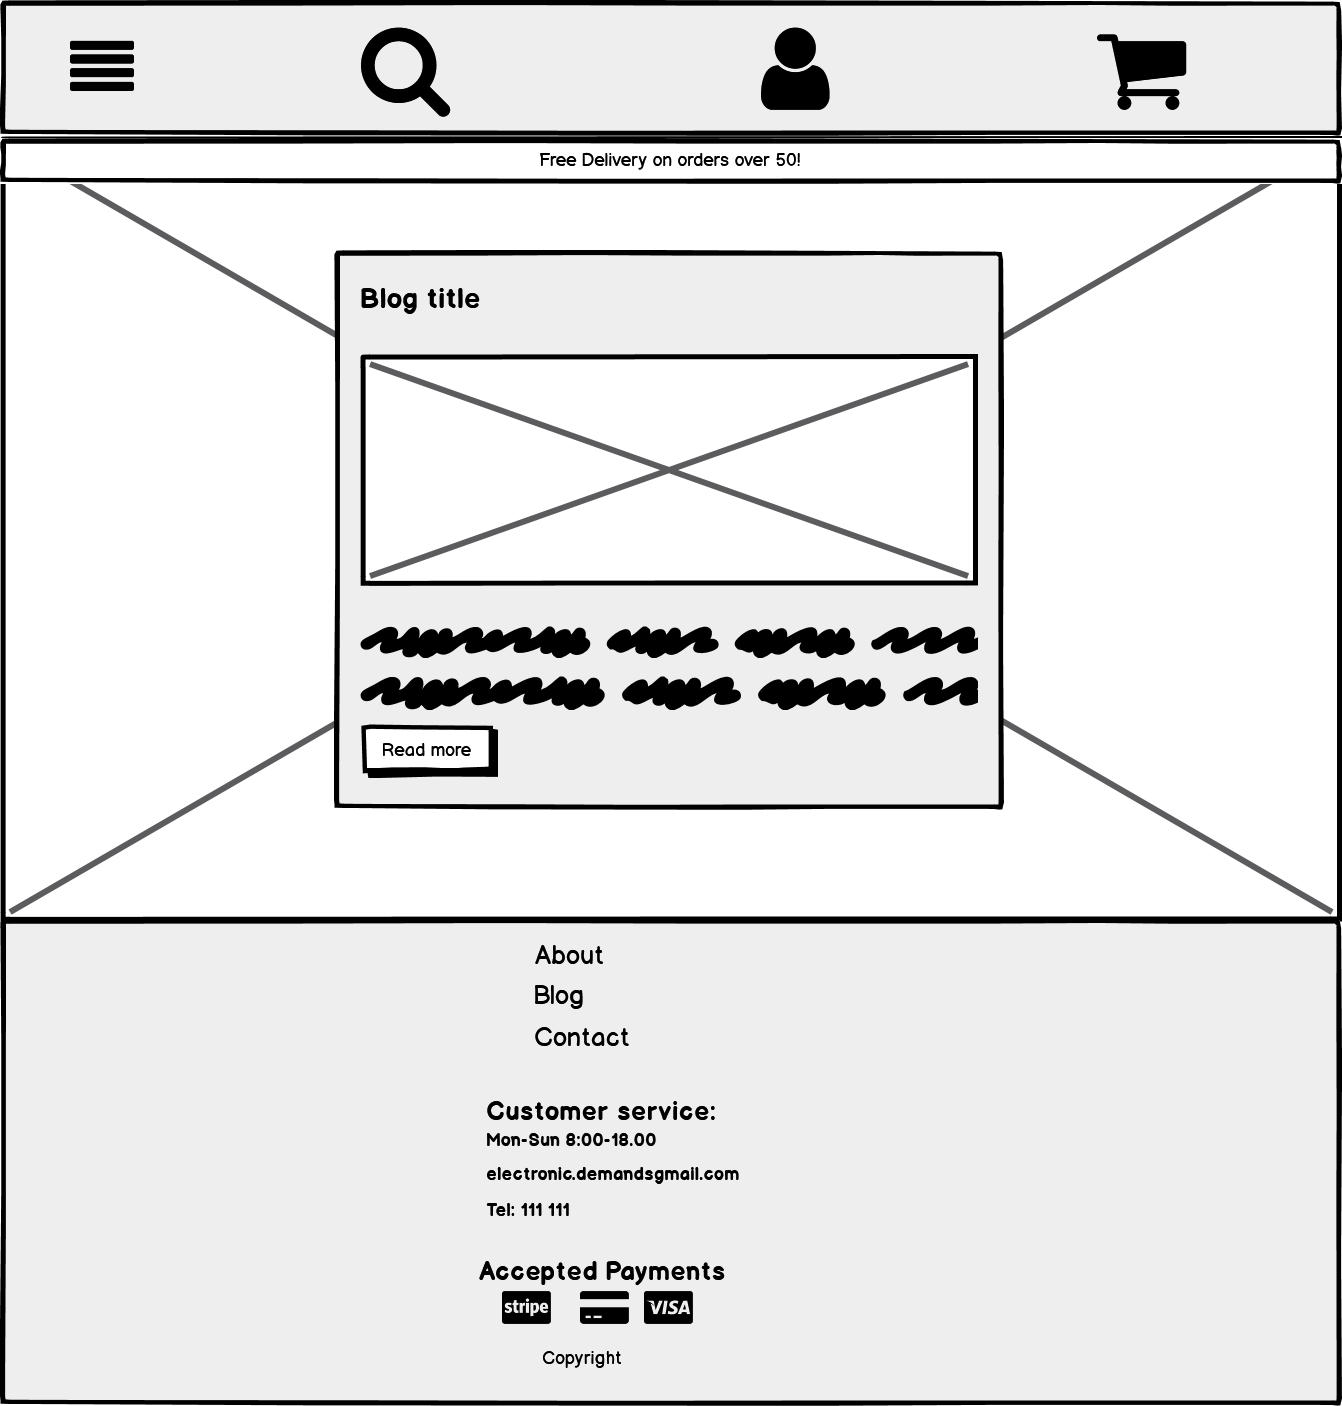 Free Delivery on orders over 50!
Blog title
Read more
About
Blog
Contact
Customer service:
Mon-Sun 8:00-18.00
electronic.demandsgmail.com
Tel: 111 111
Accepted Payments
stripe VISA
Copyright